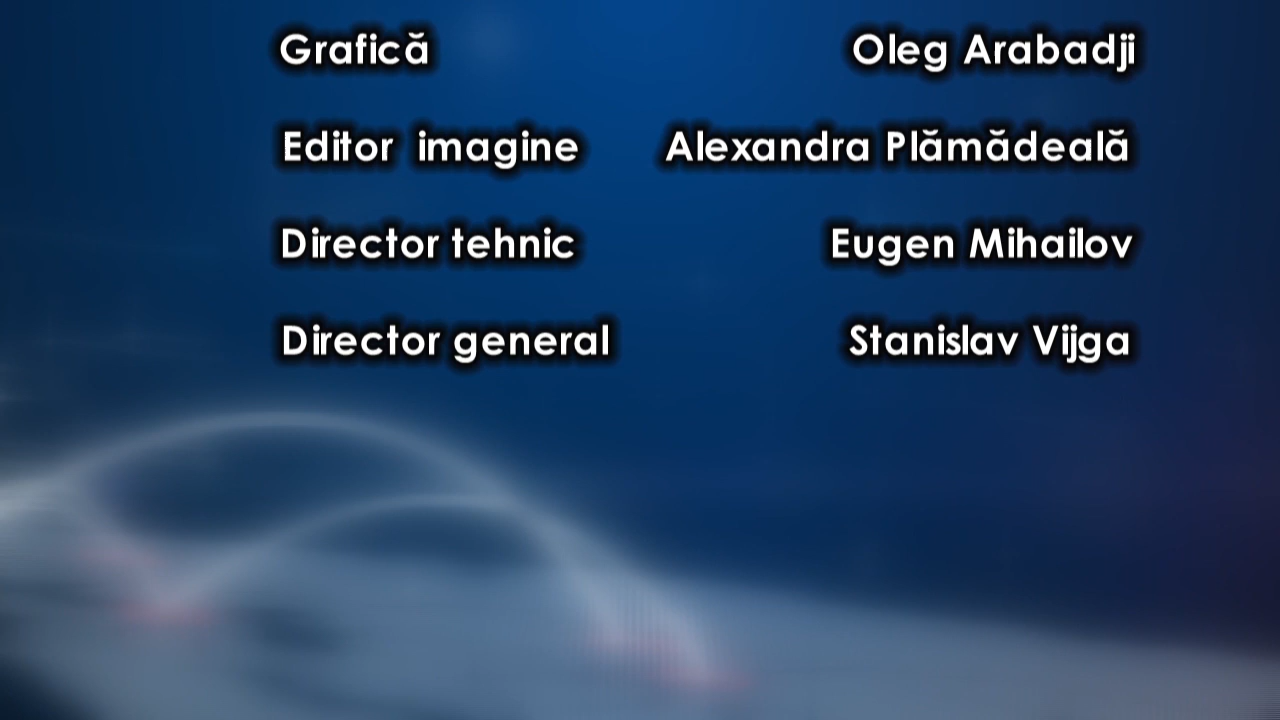 Grafică Oleg Arabadji
Editor imagine Alexandra Plămădeală
Director tehnic Eugen Mihailov
Director general Stanislav Vijga